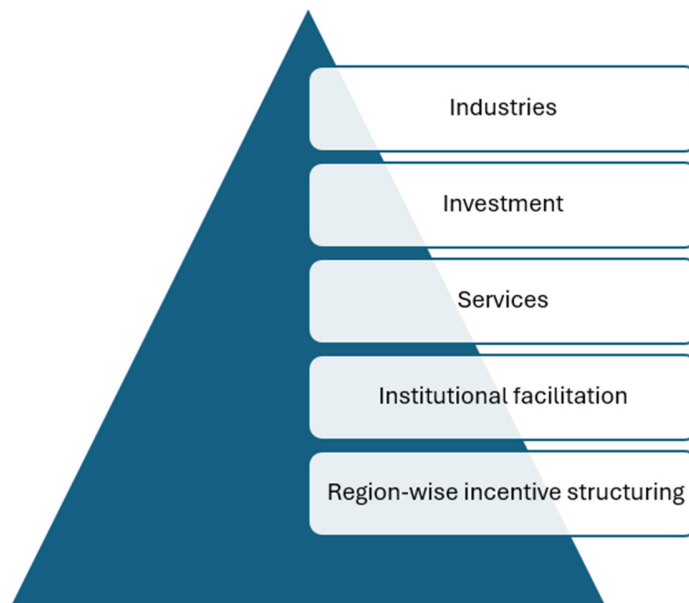 Industries
Investment
Services
Institutional facilitation
Region-wise incentive structuring